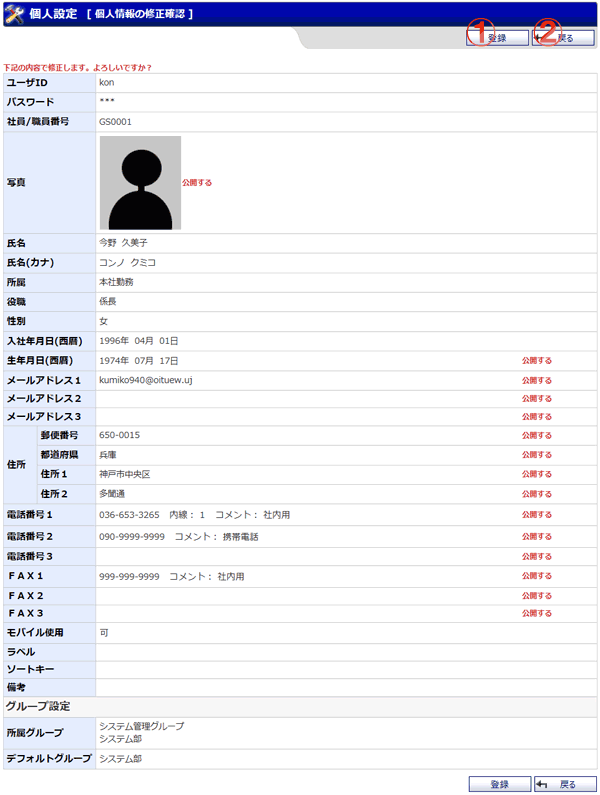 個人設定 [ 個人情報の修正確認 ]
① 登録 ② 戻る
下記の内容で修正します。よろしいですか？
ユーザID kon
パスワード ***
社員/職員番号 GS0001
写真 公開する
氏名 今野 久美子
氏名(カナ) コンノ クミコ
所属 本社勤務
役職 係長
性別 女
入社年月日(西暦) 1996年 04月 01日
生年月日(西暦) 1974年 07月 17日 公開する
メールアドレス１ kumiko940@oituew.uj 公開する
メールアドレス２ 公開する
メールアドレス３ 公開する
住所 郵便番号 650-0015 公開する
都道府県 兵庫 公開する
住所１ 神戸市中央区 公開する
住所２ 多聞通 公開する
電話番号１ 036-653-3265 内線： 1 コメント： 社内用 公開する
電話番号２ 090-9999-9999 コメント： 携帯電話 公開する
電話番号３ 公開する
ＦＡＸ１ 999-999-9999 コメント： 社内用 公開する
ＦＡＸ２ 公開する
ＦＡＸ３ 公開する
モバイル使用 可
ラベル
ソートキー
備考
グループ設定
所属グループ システム管理グループ
システム部
デフォルトグループ システム部
登録 戻る